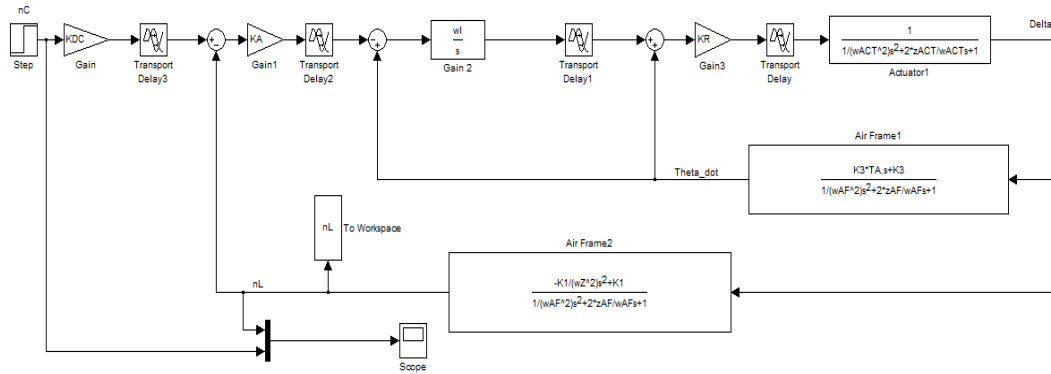 nC
Step
KDC
Gain
Transport
Delay3
+
−
KA
Gain1
Transport
Delay2
−
+
wI
s
Gain 2
Transport
Delay1
+
+
KR
Gain3
Transport
Delay
1
1/(wACT^2)s²+2*zACT/wACTs+1
Actuator1
Delta
Air Frame1
K3*TA.s+K3
1/(wAF^2)s²+2*zAF/wAFs+1
Theta_dot
nL
To Workspace
Air Frame2
-K1/(wZ^2)s²+K1
1/(wAF^2)s²+2*zAF/wAFs+1
nL
Scope